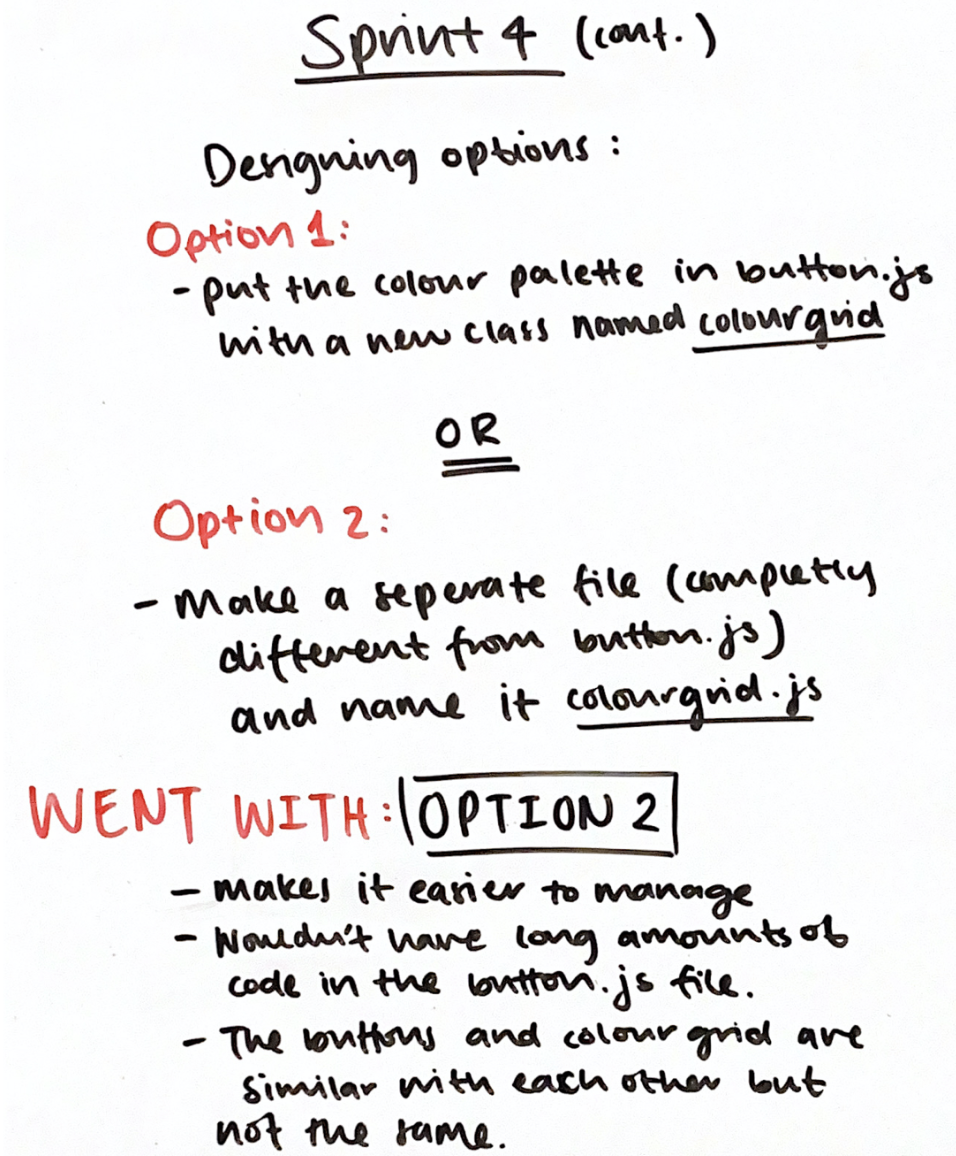 Sprint 4 (cont.)
Designing options:
Option 1:
- put the colour palette in button.js
with a new class named colourgrid
OR
Option 2:
- Make a seperate file (completly
different from button.js)
and name it colourgrid.js
WENT WITH: OPTION 2
- makes it easier to manage
- Wouldn't have long amounts of
code in the button.js file.
- The buttons and colour grid are
similar with each other but
not the same.